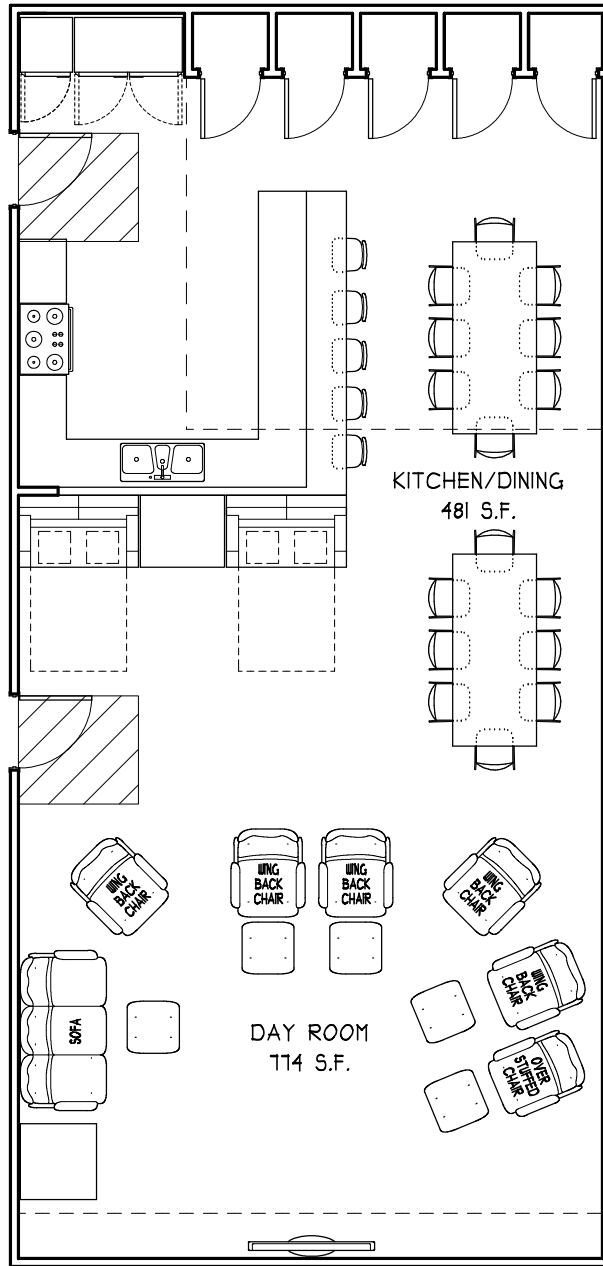 KITCHEN/DINING
481 S.F.
WING
BACK
CHAIR
WING
BACK
CHAIR
WING
BACK
CHAIR
WING
BACK
CHAIR
WING
BACK
CHAIR
SOFA
DAY ROOM
774 S.F.
OVER
STUFFED
CHAIR